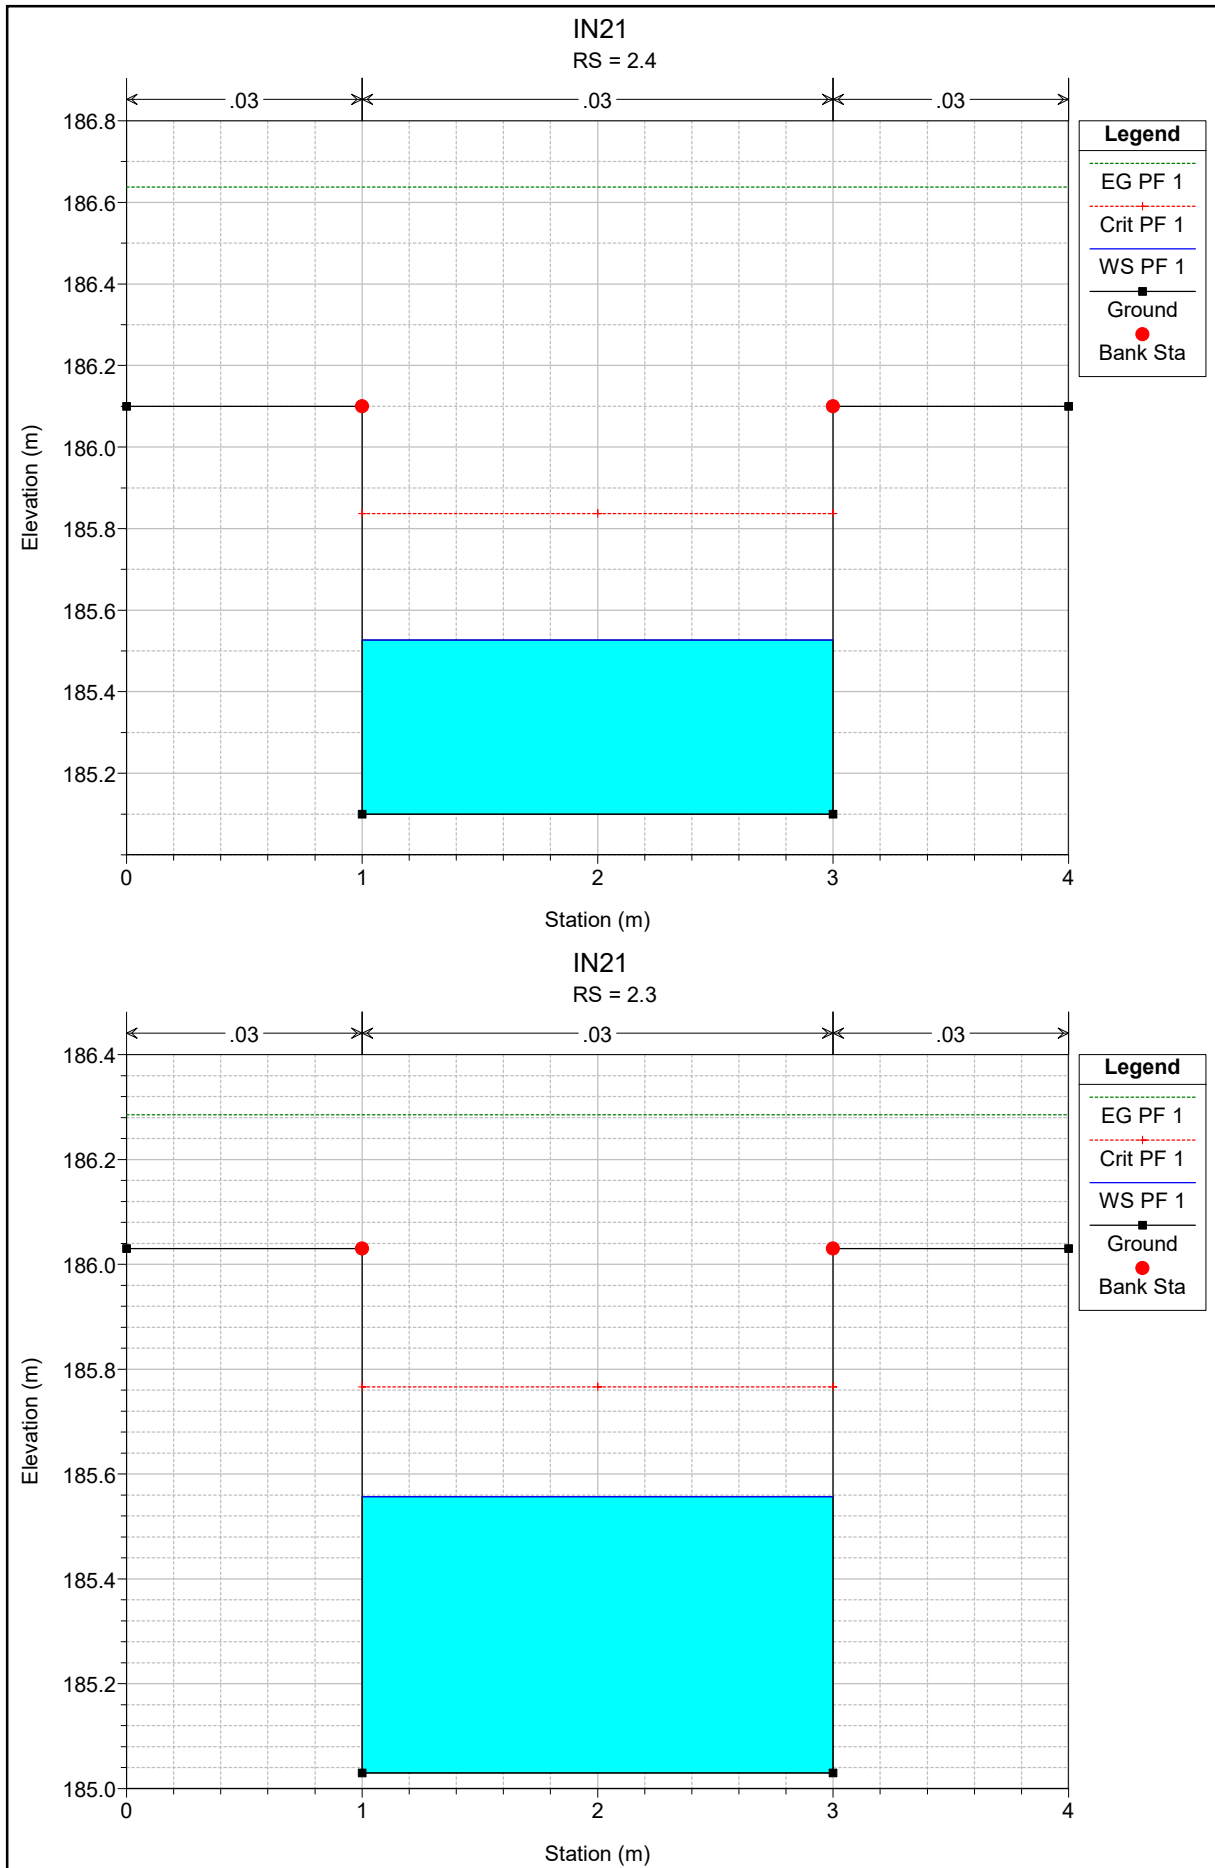 IN21
RS = 2.4
.03 .03 .03
186.8
186.6
186.4
186.2
186.0
185.8
185.6
185.4
185.2
Elevation (m)
0 1 2 3 4
Station (m)
Legend
EG PF 1
Crit PF 1
WS PF 1
Ground
Bank Sta
IN21
RS = 2.3
.03 .03 .03
186.4
186.2
186.0
185.8
185.6
185.4
185.2
185.0
Elevation (m)
0 1 2 3 4
Station (m)
Legend
EG PF 1
Crit PF 1
WS PF 1
Ground
Bank Sta